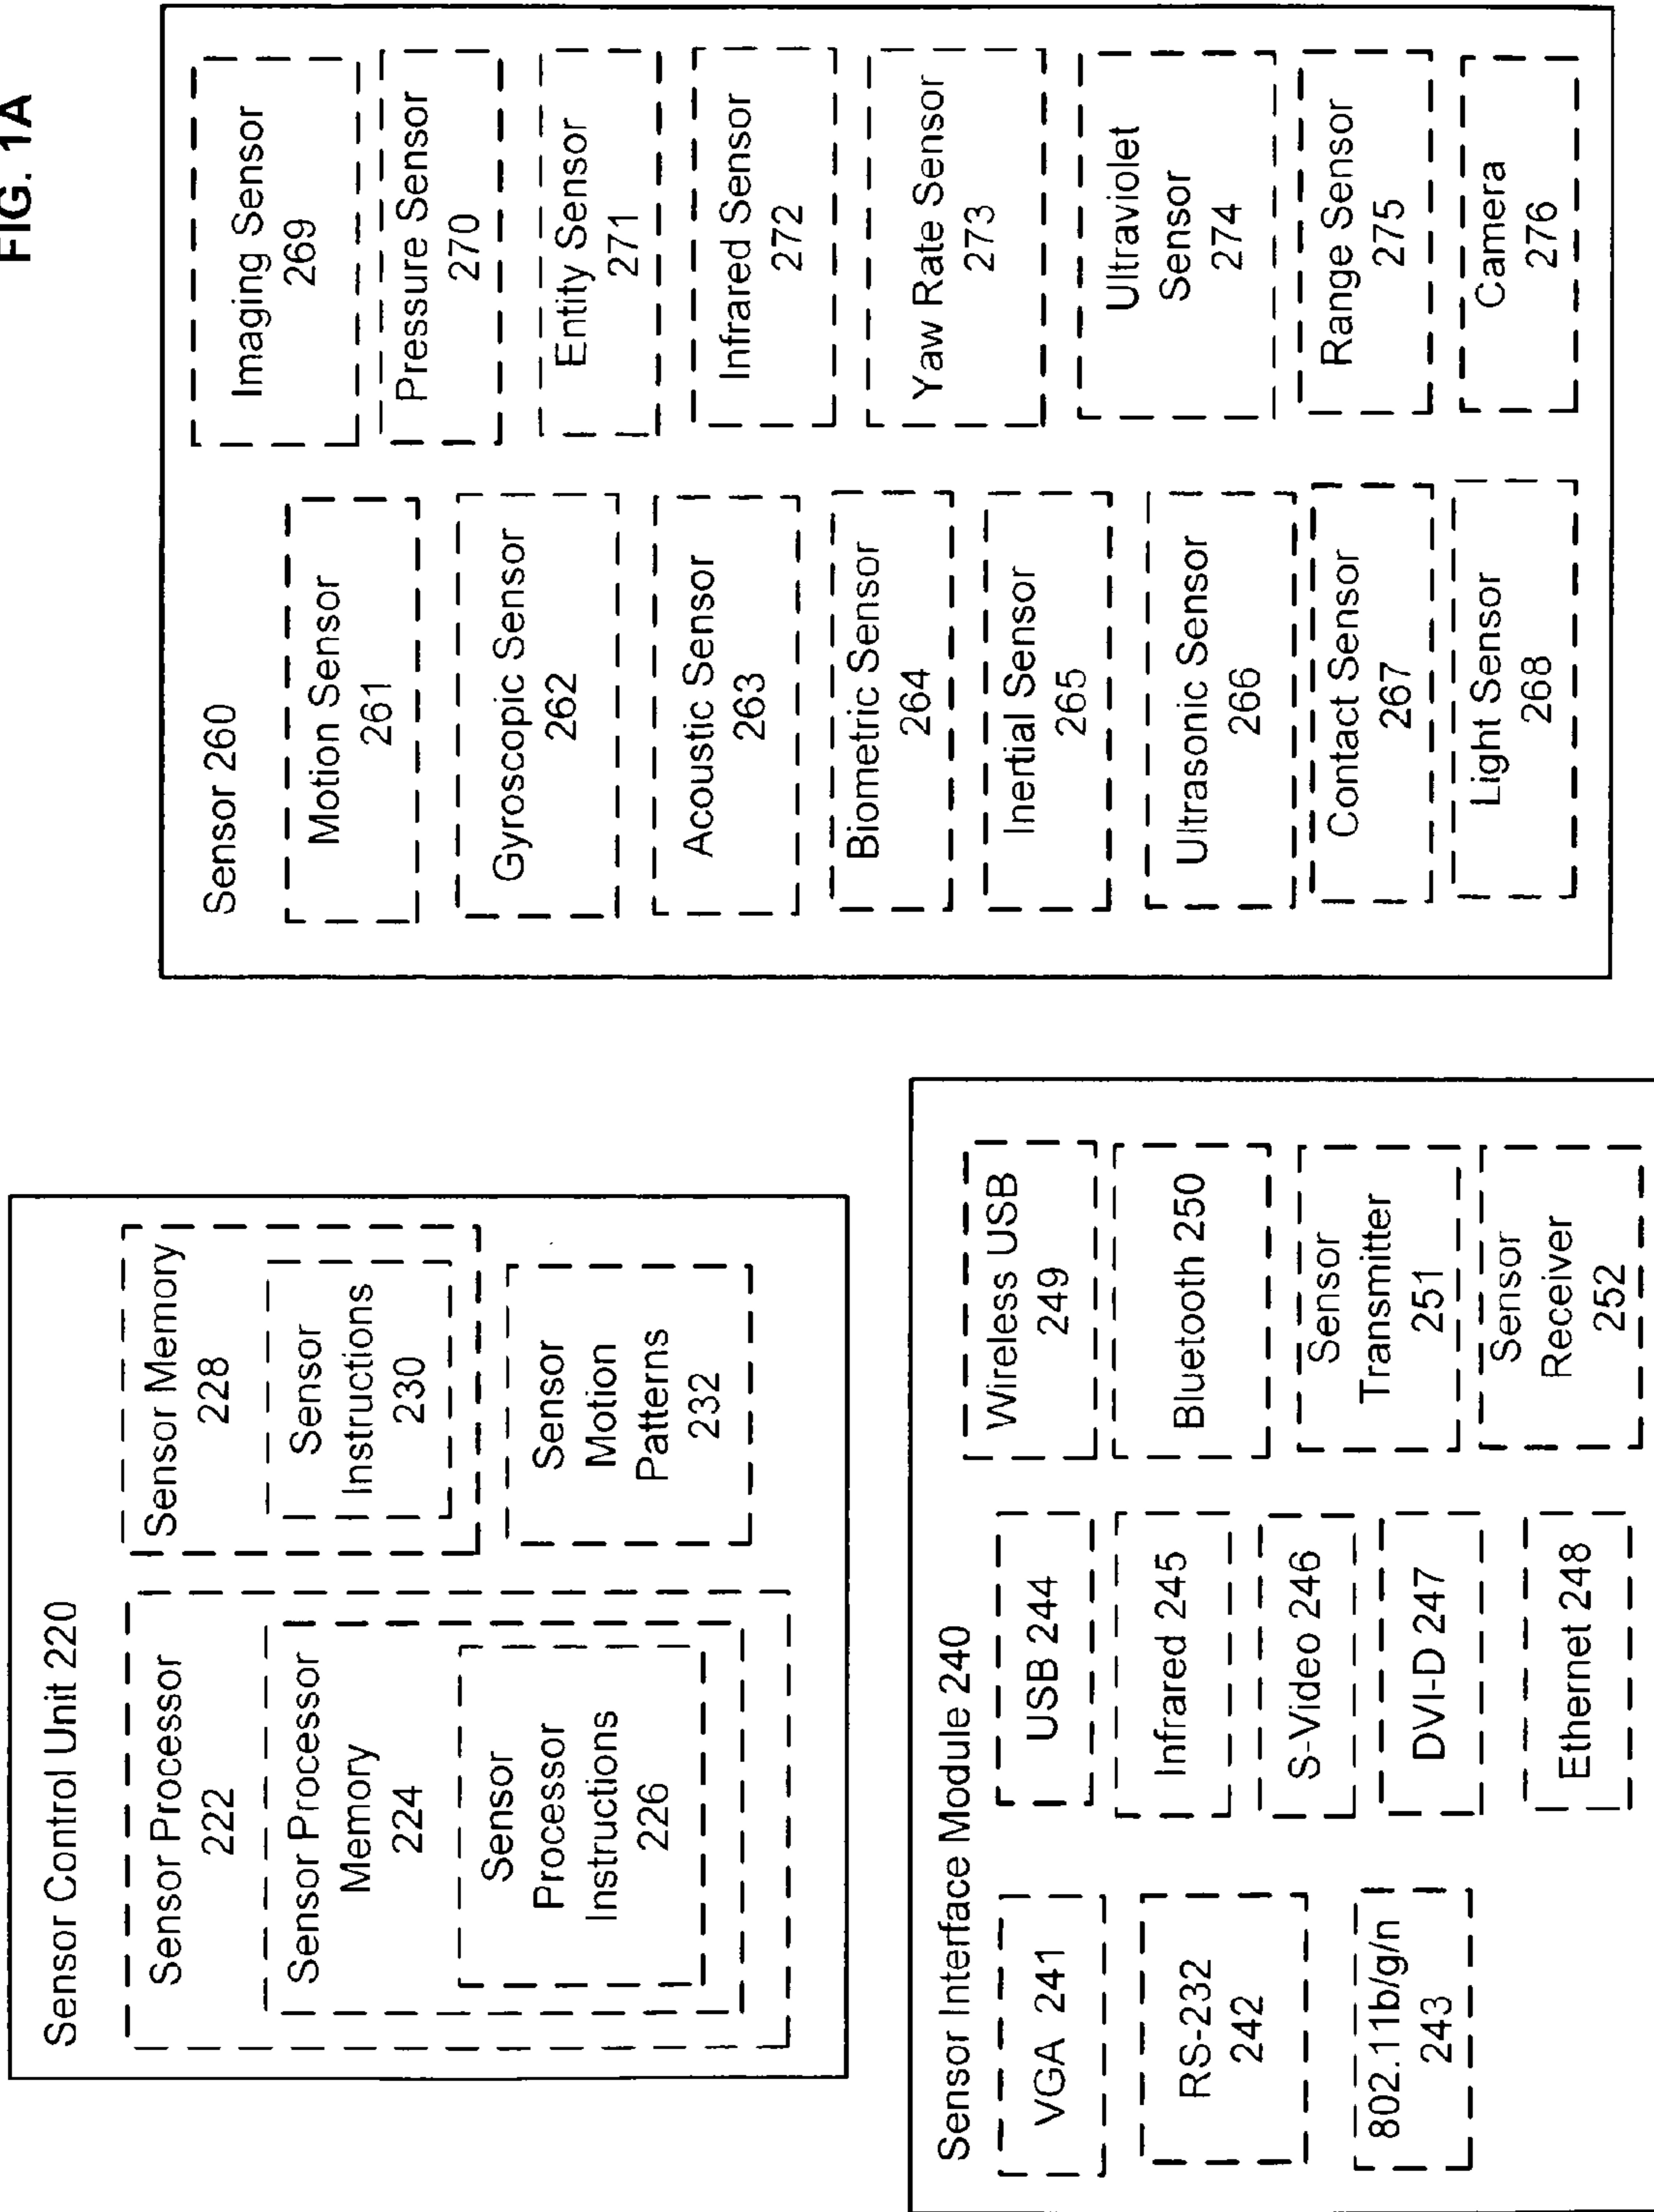 FIG. 1A
Sensor Control Unit 220
Sensor Processor
222
Sensor Processor
Memory
224
Sensor
Processor
Instructions
226
Sensor Memory
228
Sensor
Instructions
230
Sensor
Motion
Patterns
232
Sensor Interface Module 240
VGA 241
RS-232
242
802.11b/g/n
243
USB 244
Infrared 245
S-Video 246
DVI-D 247
Ethernet 248
Wireless USB
249
Bluetooth 250
Sensor
Transmitter
251
Sensor
Receiver
252
Sensor 260
Motion Sensor
261
Gyroscopic Sensor
262
Acoustic Sensor
263
Biometric Sensor
264
Inertial Sensor
265
Ultrasonic Sensor
266
Contact Sensor
267
Light Sensor
268
Imaging Sensor
269
Pressure Sensor
270
Entity Sensor
271
Infrared Sensor
272
Yaw Rate Sensor
273
Ultraviolet
Sensor
274
Range Sensor
275
Camera
276